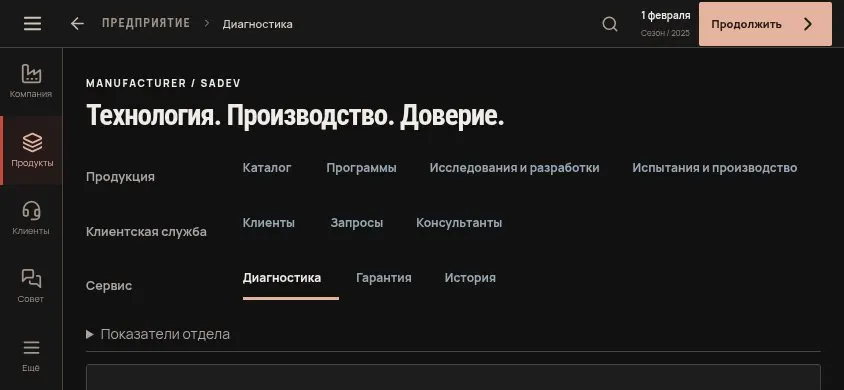 ПРЕДПРИЯТИЕ > Диагностика
1 февраля
Сезон / 2025
Продолжить
Компания
Продукты
Клиенты
Совет
Ещё
MANUFACTURER / SADEV
Технология. Производство. Доверие.
Продукция Каталог Программы Исследования и разработки Испытания и производство
Клиентская служба Клиенты Запросы Консультанты
Сервис Диагностика Гарантия История
Показатели отдела